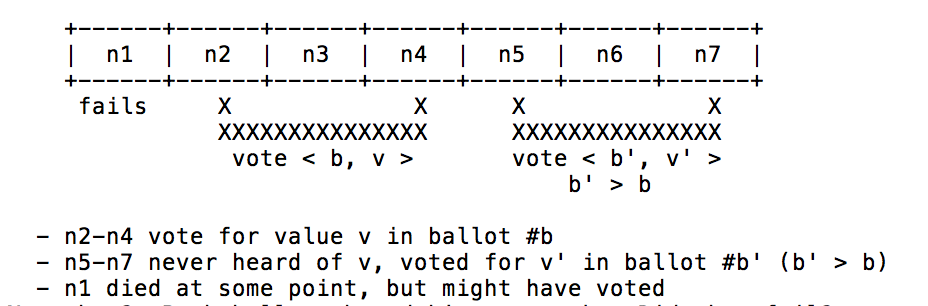 +------+------+------+------+------+------+------+
|  n1  |  n2  |  n3  |  n4  |  n5  |  n6  |  n7  |
+------+------+------+------+------+------+------+
fails X X X X
XXXXXXXXXXXXXXX XXXXXXXXXXXXXXX
vote < b, v > vote < b', v' >
b' > b
- n2-n4 vote for value v in ballot #b
- n5-n7 never heard of v, voted for v' in ballot #b' (b' > b)
- n1 died at some point, but might have voted